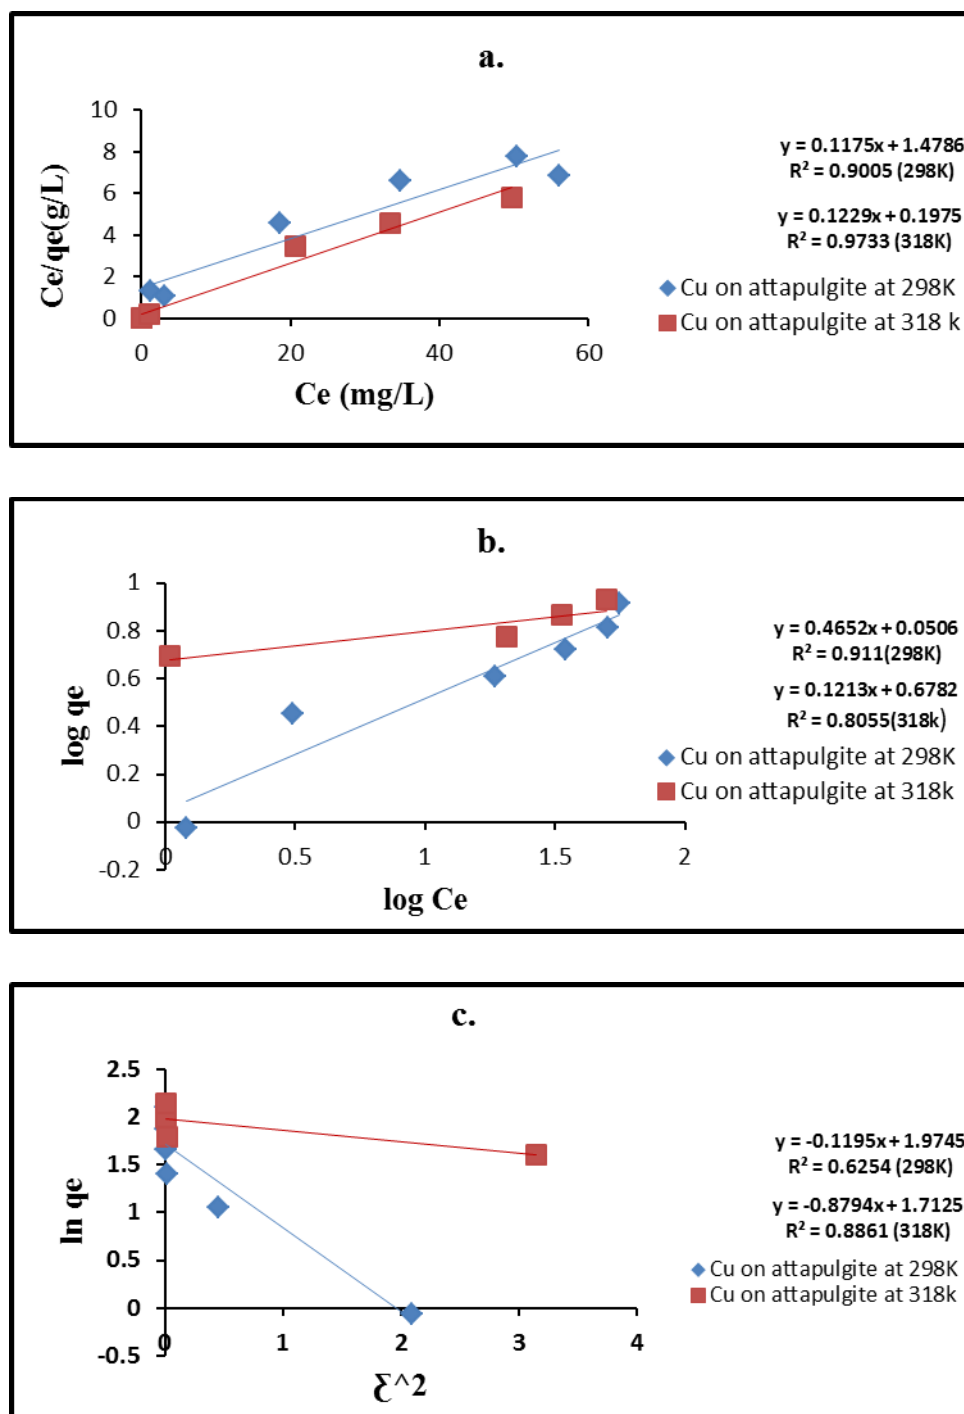 a.
10
8
6
4
2
0
0
20
40
60
Ce/qe(g/L)
Ce (mg/L)
y = 0.1175x + 1.4786
R² = 0.9005 (298K)
y = 0.1229x + 0.1975
R² = 0.9733 (318K)
Cu on attapulgite at 298K
Cu on attapulgite at 318 k
b.
1
0.8
0.6
0.4
0.2
0
-0.2
0
0.5
1
1.5
2
log qe
log Ce
y = 0.4652x + 0.0506
R² = 0.911(298K)
y = 0.1213x + 0.6782
R² = 0.8055(318k)
Cu on attapulgite at 298K
Cu on attapulgite at 318k
c.
2.5
2
1.5
1
0.5
0
-0.5
0
1
2
3
4
ln qe
Ƹ^2
y = -0.1195x + 1.9745
R² = 0.6254 (298K)
y = -0.8794x + 1.7125
R² = 0.8861 (318K)
Cu on attapulgite at 298K
Cu on attapulgite at 318k